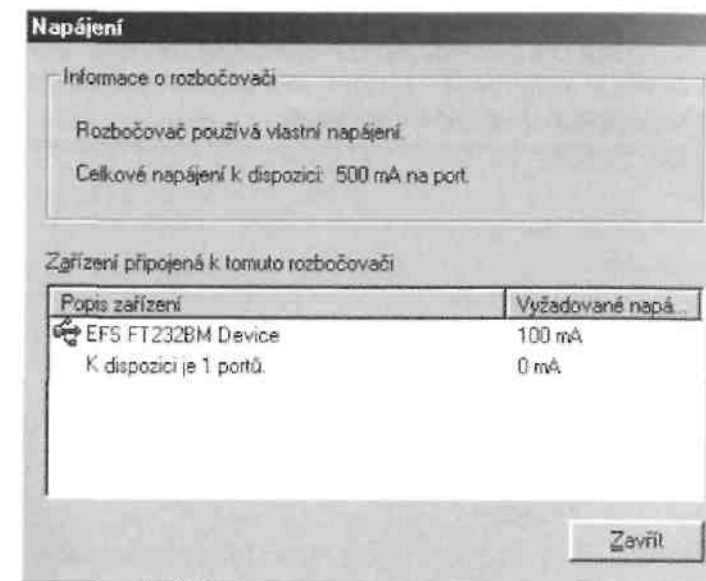 Napájení
Informace o rozbočovači
Rozbočovač používá vlastní napájení.
Celkové napájení k dispozici: 500 mA na port.
Zařízení připojená k tomuto rozbočovači
Popis zařízení Vyžadované napá...
EFS FT232BM Device 100 mA
K dispozici je 1 portů. 0 mA
Zavřít